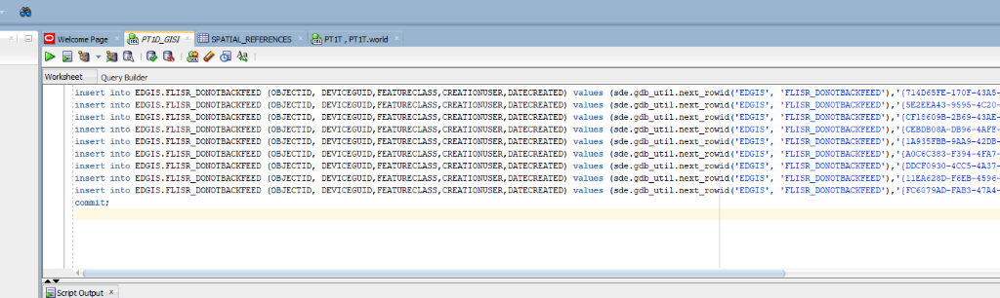 Welcome Page
PT1D_GISI
SPATIAL_REFERENCES
PT1T , PT1T.world
Worksheet
Query Builder
insert into EDGIS.FLISR_DONOTBACKFEED (OBJECTID, DEVICEGUID,FEATURECLASS,CREATIONUSER,DATECREATED) values (sde.gdb_util.next_rowid('EDGIS', 'FLISR_DONOTBACKFEED'),'{714D65FE-170F-43A5-
insert into EDGIS.FLISR_DONOTBACKFEED (OBJECTID, DEVICEGUID,FEATURECLASS,CREATIONUSER,DATECREATED) values (sde.gdb_util.next_rowid('EDGIS', 'FLISR_DONOTBACKFEED'),'{5E2EEA43-9595-4C20-
insert into EDGIS.FLISR_DONOTBACKFEED (OBJECTID, DEVICEGUID,FEATURECLASS,CREATIONUSER,DATECREATED) values (sde.gdb_util.next_rowid('EDGIS', 'FLISR_DONOTBACKFEED'),'{CF18609B-2B69-43AE-
insert into EDGIS.FLISR_DONOTBACKFEED (OBJECTID, DEVICEGUID,FEATURECLASS,CREATIONUSER,DATECREATED) values (sde.gdb_util.next_rowid('EDGIS', 'FLISR_DONOTBACKFEED'),'{CEBDB08A-DB96-4AFF-
insert into EDGIS.FLISR_DONOTBACKFEED (OBJECTID, DEVICEGUID,FEATURECLASS,CREATIONUSER,DATECREATED) values (sde.gdb_util.next_rowid('EDGIS', 'FLISR_DONOTBACKFEED'),'{1A935FBB-9AA9-42DB-
insert into EDGIS.FLISR_DONOTBACKFEED (OBJECTID, DEVICEGUID,FEATURECLASS,CREATIONUSER,DATECREATED) values (sde.gdb_util.next_rowid('EDGIS', 'FLISR_DONOTBACKFEED'),'{A0C6C383-F394-4FA7-
insert into EDGIS.FLISR_DONOTBACKFEED (OBJECTID, DEVICEGUID,FEATURECLASS,CREATIONUSER,DATECREATED) values (sde.gdb_util.next_rowid('EDGIS', 'FLISR_DONOTBACKFEED'),'{DDCF0930-4CC5-4A37-
insert into EDGIS.FLISR_DONOTBACKFEED (OBJECTID, DEVICEGUID,FEATURECLASS,CREATIONUSER,DATECREATED) values (sde.gdb_util.next_rowid('EDGIS', 'FLISR_DONOTBACKFEED'),'{11EA628D-F6EB-4596-
insert into EDGIS.FLISR_DONOTBACKFEED (OBJECTID, DEVICEGUID,FEATURECLASS,CREATIONUSER,DATECREATED) values (sde.gdb_util.next_rowid('EDGIS', 'FLISR_DONOTBACKFEED'),'{FC6079AD-FAB3-47A4-
commit;
Script Output